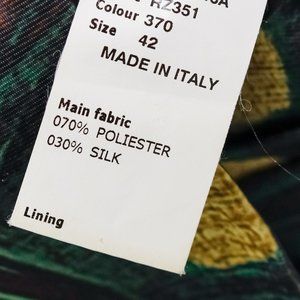 RZ351
Colour 370
Size 42
MADE IN ITALY
Main fabric
070% POLIESTER
030% SILK
Lining